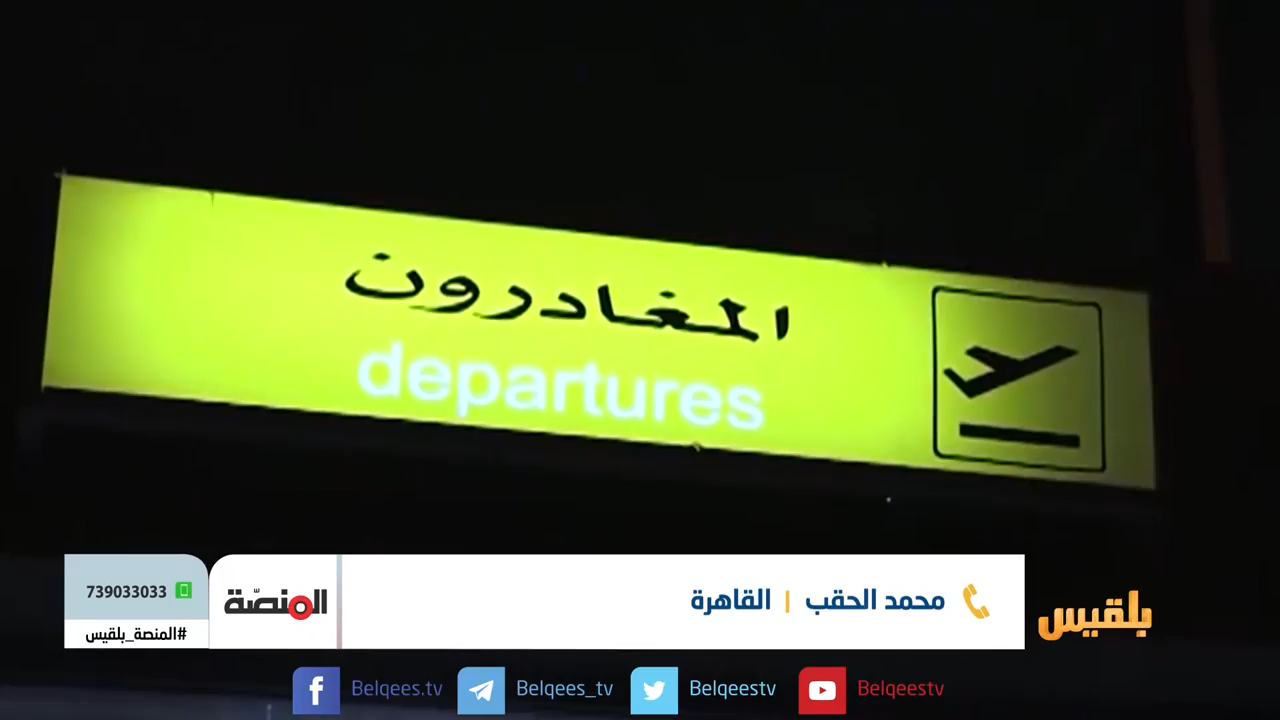 المغادرون
departures
محمد الحقب | القاهرة
المنصّة
739033033
#المنصة_بلقيس
بلقيس
Belqees.tv
Belqees_tv
Belqeestv
Belqeestv